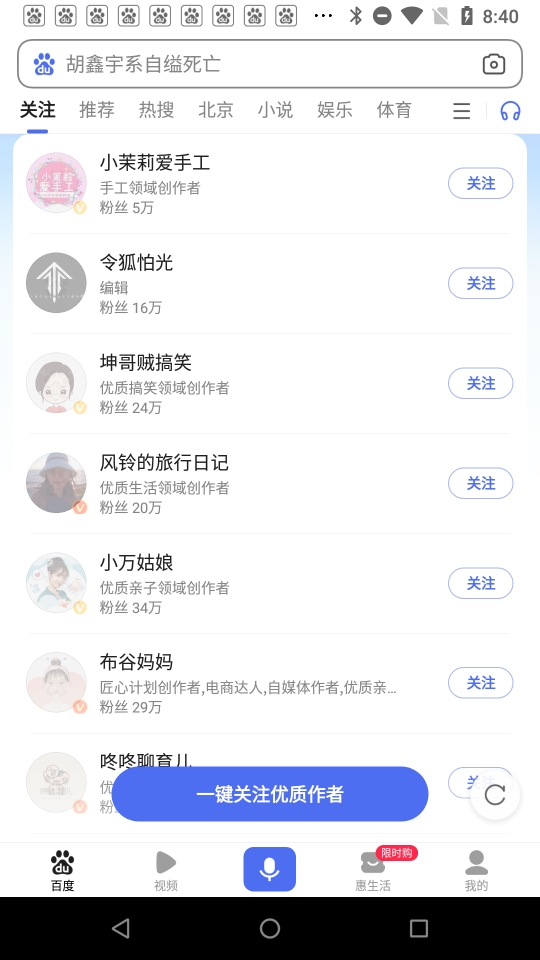 8:40
胡鑫宇系自缢死亡
关注 推荐 热搜 北京 小说 娱乐 体育
小茉莉爱手工
手工领域创作者
粉丝 5万
关注
令狐怕光
编辑
粉丝 16万
关注
坤哥贼搞笑
优质搞笑领域创作者
粉丝 24万
关注
风铃的旅行日记
优质生活领域创作者
粉丝 20万
关注
小万姑娘
优质亲子领域创作者
粉丝 34万
关注
布谷妈妈
匠心计划创作者,电商达人,自媒体作者,优质亲...
粉丝 29万
关注
咚咚聊育儿
一键关注优质作者
百度 视频 惠生活 限时购 我的